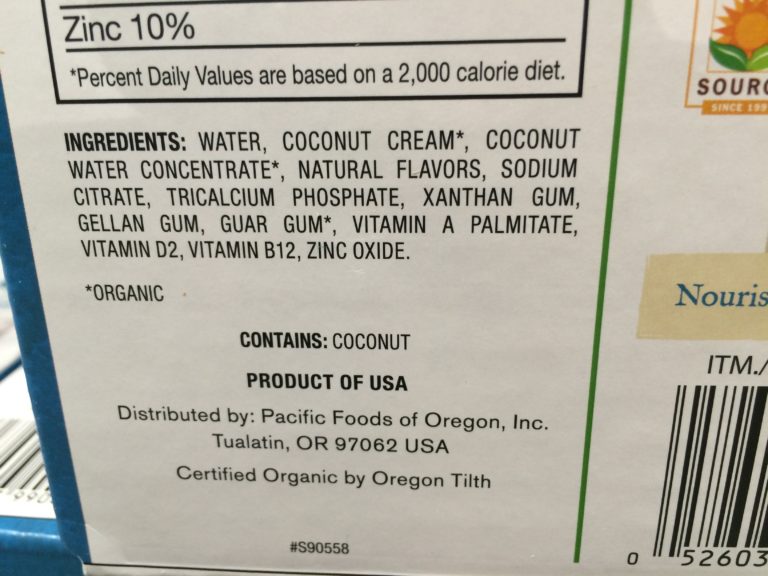 Zinc 10%
*Percent Daily Values are based on a 2,000 calorie diet.
INGREDIENTS: WATER, COCONUT CREAM*, COCONUT
WATER CONCENTRATE*, NATURAL FLAVORS, SODIUM
CITRATE, TRICALCIUM PHOSPHATE, XANTHAN GUM,
GELLAN GUM, GUAR GUM*, VITAMIN A PALMITATE,
VITAMIN D2, VITAMIN B12, ZINC OXIDE.
*ORGANIC
CONTAINS: COCONUT
PRODUCT OF USA
Distributed by: Pacific Foods of Oregon, Inc.
Tualatin, OR 97062 USA
Certified Organic by Oregon Tilth
#S90558
SOURC
SINCE 199
Nouris
ITM./
0 52603